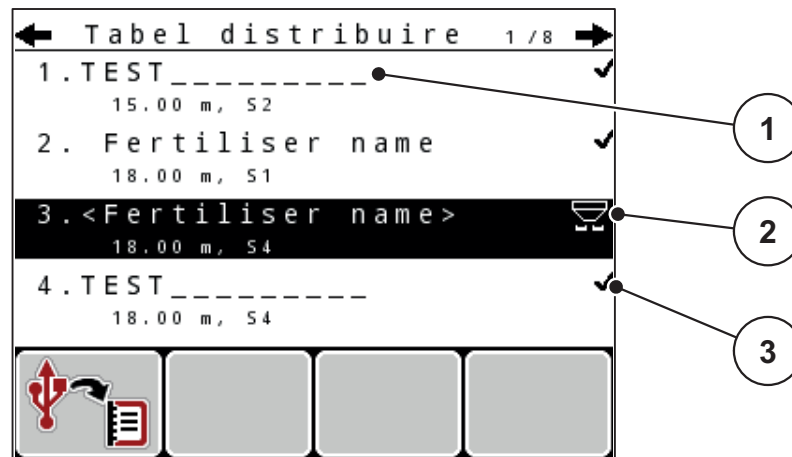 Tabel distribuire 1/8
1.TEST_________
15.00 m, S2
2. Fertiliser name
18.00 m, S1
3.<Fertiliser name>
18.00 m, S4
4.TEST_________
18.00 m, S4
1
2
3